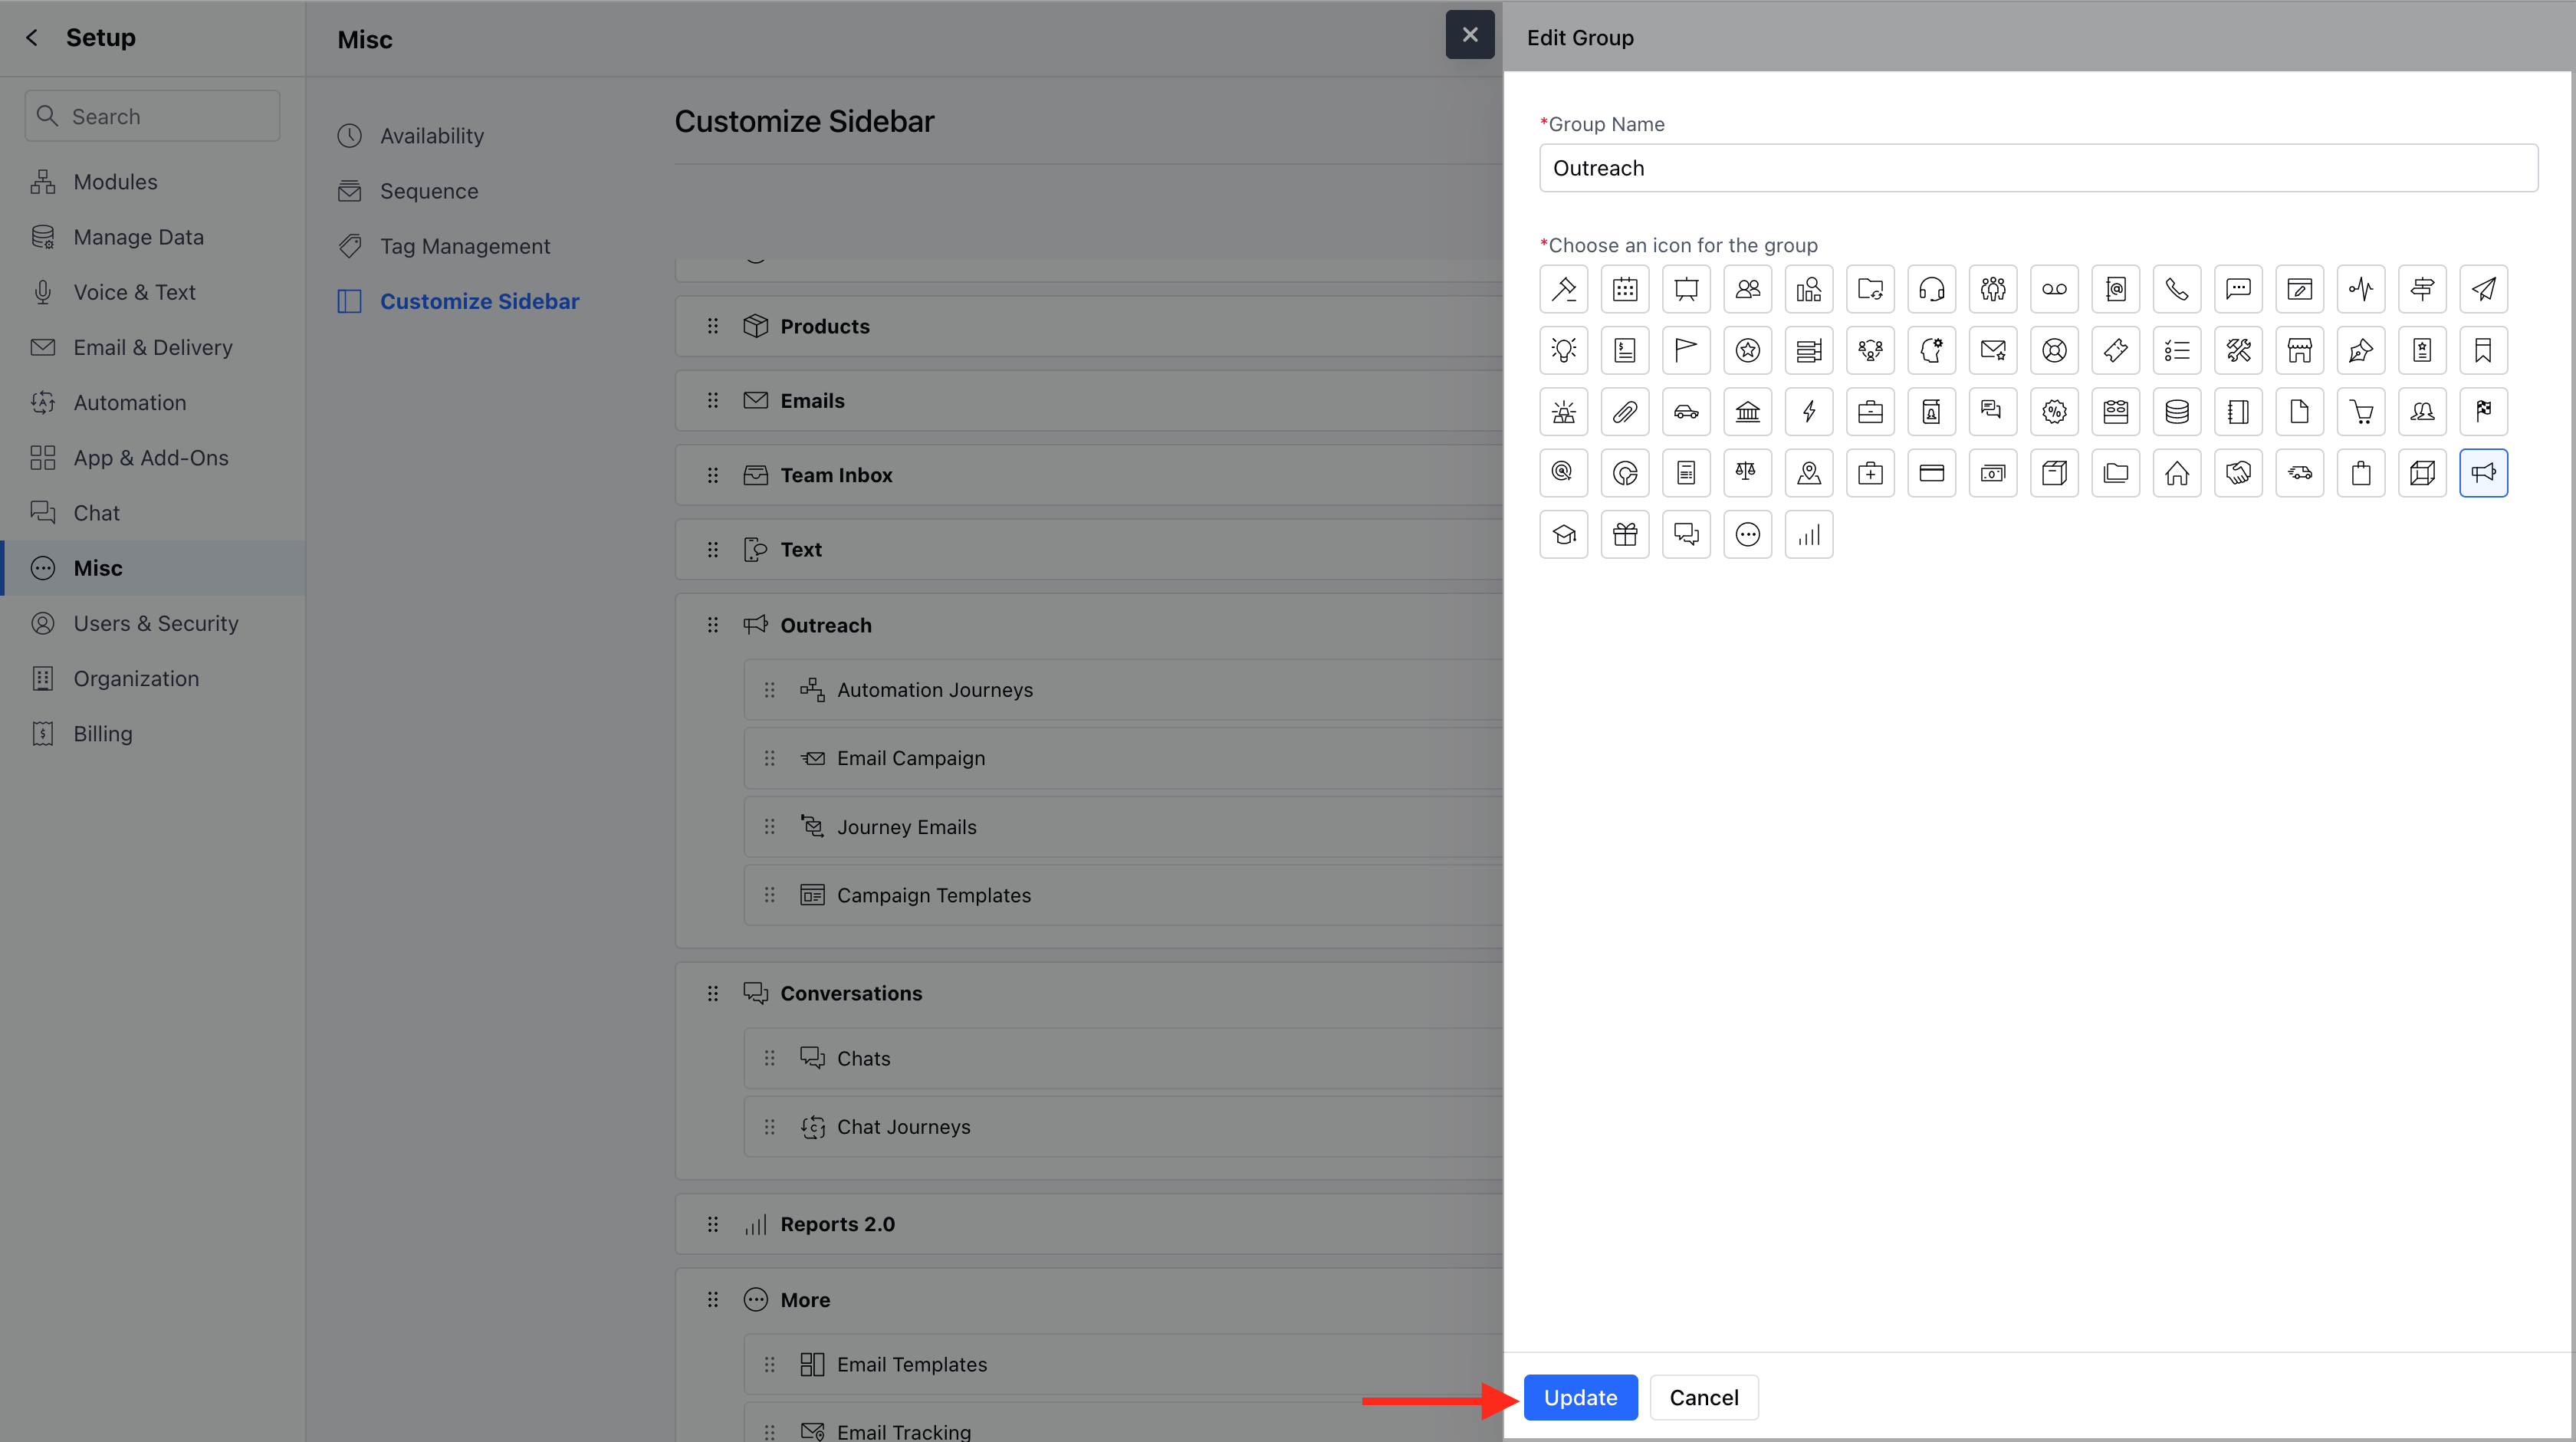 Setup
Search
Modules
Manage Data
Voice & Text
Email & Delivery
Automation
App & Add-Ons
Chat
Misc
Users & Security
Organization
Billing
Misc
Availability
Sequence
Tag Management
Customize Sidebar
Customize Sidebar
Products
Emails
Team Inbox
Text
Outreach
Automation Journeys
Email Campaign
Journey Emails
Campaign Templates
Conversations
Chats
Chat Journeys
Reports 2.0
More
Email Templates
Email Tracking
Edit Group
*Group Name
Outreach
*Choose an icon for the group
Update
Cancel